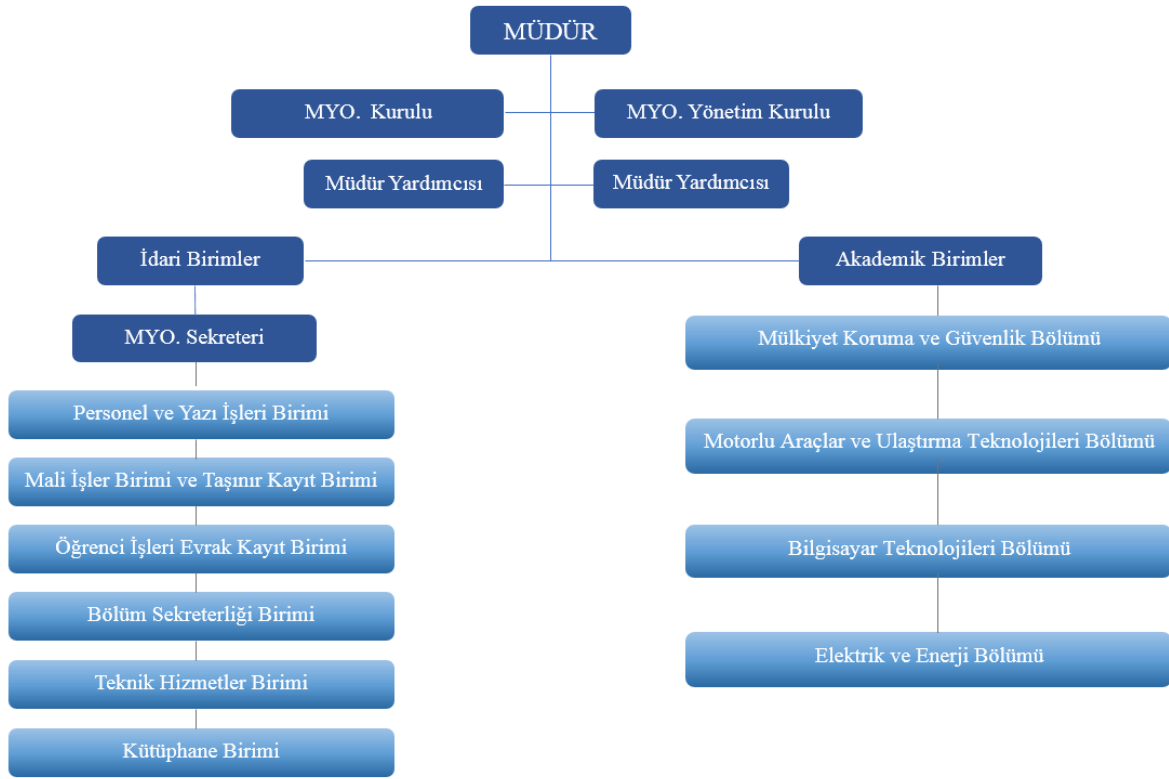 MÜDÜR
MYO. Kurulu
MYO. Yönetim Kurulu
Müdür Yardımcısı
Müdür Yardımcısı
İdari Birimler
Akademik Birimler
MYO. Sekreteri
Personel ve Yazı İşleri Birimi
Mali İşler Birimi ve Taşınır Kayıt Birimi
Öğrenci İşleri Evrak Kayıt Birimi
Bölüm Sekreterliği Birimi
Teknik Hizmetler Birimi
Kütüphane Birimi
Mülkiyet Koruma ve Güvenlik Bölümü
Motorlu Araçlar ve Ulaştırma Teknolojileri Bölümü
Bilgisayar Teknolojileri Bölümü
Elektrik ve Enerji Bölümü